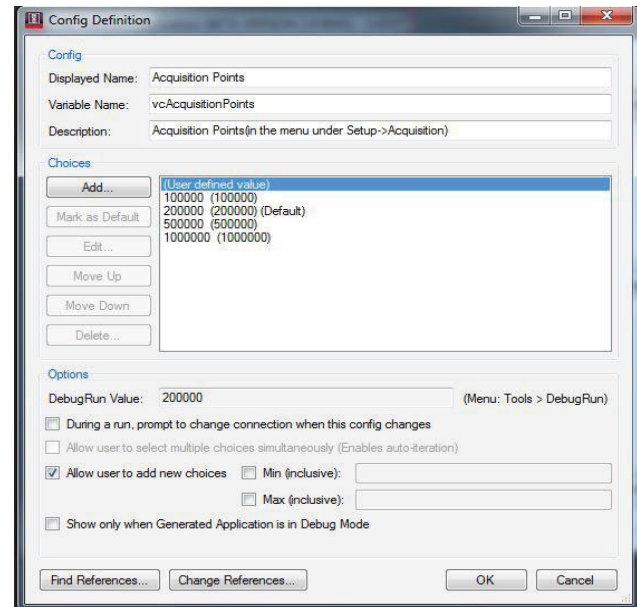 Config Definition
Config
Displayed Name: Acquisition Points
Variable Name: vcAcquisitionPoints
Description: Acquisition Points(in the menu under Setup->Acquisition)
Choices
Add...
Mark as Default
Edit...
Move Up
Move Down
Delete...
(User defined value)
100000 (100000)
200000 (200000) (Default)
500000 (500000)
1000000 (1000000)
Options
DebugRun Value: 200000 (Menu: Tools > DebugRun)
During a run, prompt to change connection when this config changes
Allow user to select multiple choices simultaneously (Enables auto-iteration)
Allow user to add new choices Min (inclusive):
Max (inclusive):
Show only when Generated Application is in Debug Mode
Find References... Change References... OK Cancel